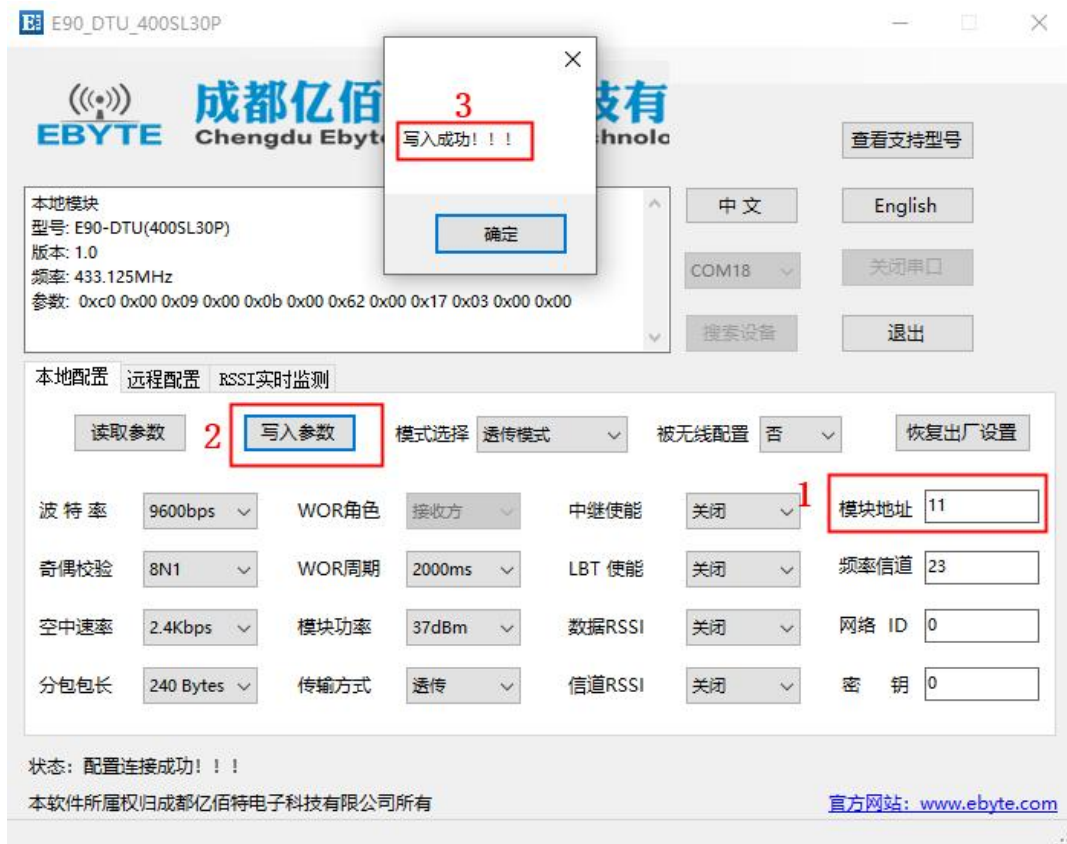 E90_DTU_400SL30P
EBYTE
成都亿佰 技有
Chengdu Ebyte
3
写入成功！！！
确定
查看支持型号
本地模块
型号: E90-DTU(400SL30P)
版本: 1.0
频率: 433.125MHz
参数: 0xc0 0x00 0x09 0x00 0x0b 0x00 0x62 0x00 0x17 0x03 0x00 0x00
中文
English
COM18
关闭串口
搜索设备
退出
本地配置 远程配置 RSSI实时监测
读取参数 2 写入参数 模式选择 透传模式 被无线配置 否 恢复出厂设置
波特率 9600bps WOR角色 接收方 中继使能 关闭 1 模块地址 11
奇偶校验 8N1 WOR周期 2000ms LBT 使能 关闭 频率信道 23
空中速率 2.4Kbps 模块功率 37dBm 数据RSSI 关闭 网络 ID 0
分包包长 240 Bytes 传输方式 透传 信道RSSI 关闭 密 钥 0
状态：配置连接成功！！！
本软件所属权归成都亿佰特电子科技有限公司所有
官方网站：www.ebyte.com